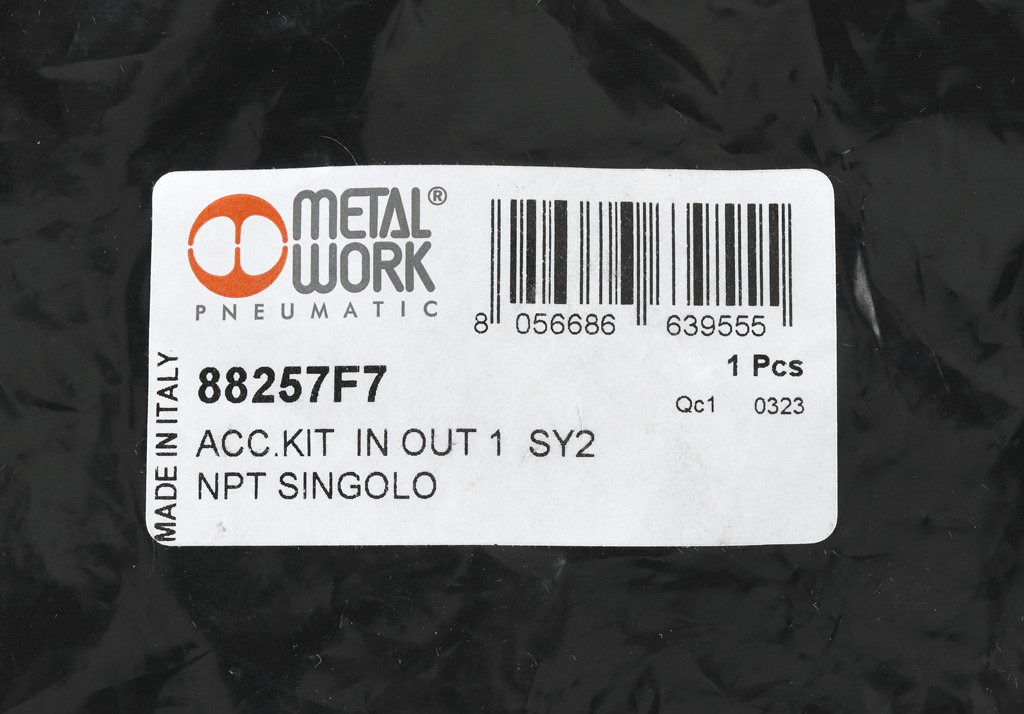 METAL®
WORK
PNEUMATIC
8 056686 639555
1 Pcs
Qc1 0323
MADE IN ITALY
88257F7
ACC.KIT IN OUT 1 SY2
NPT SINGOLO